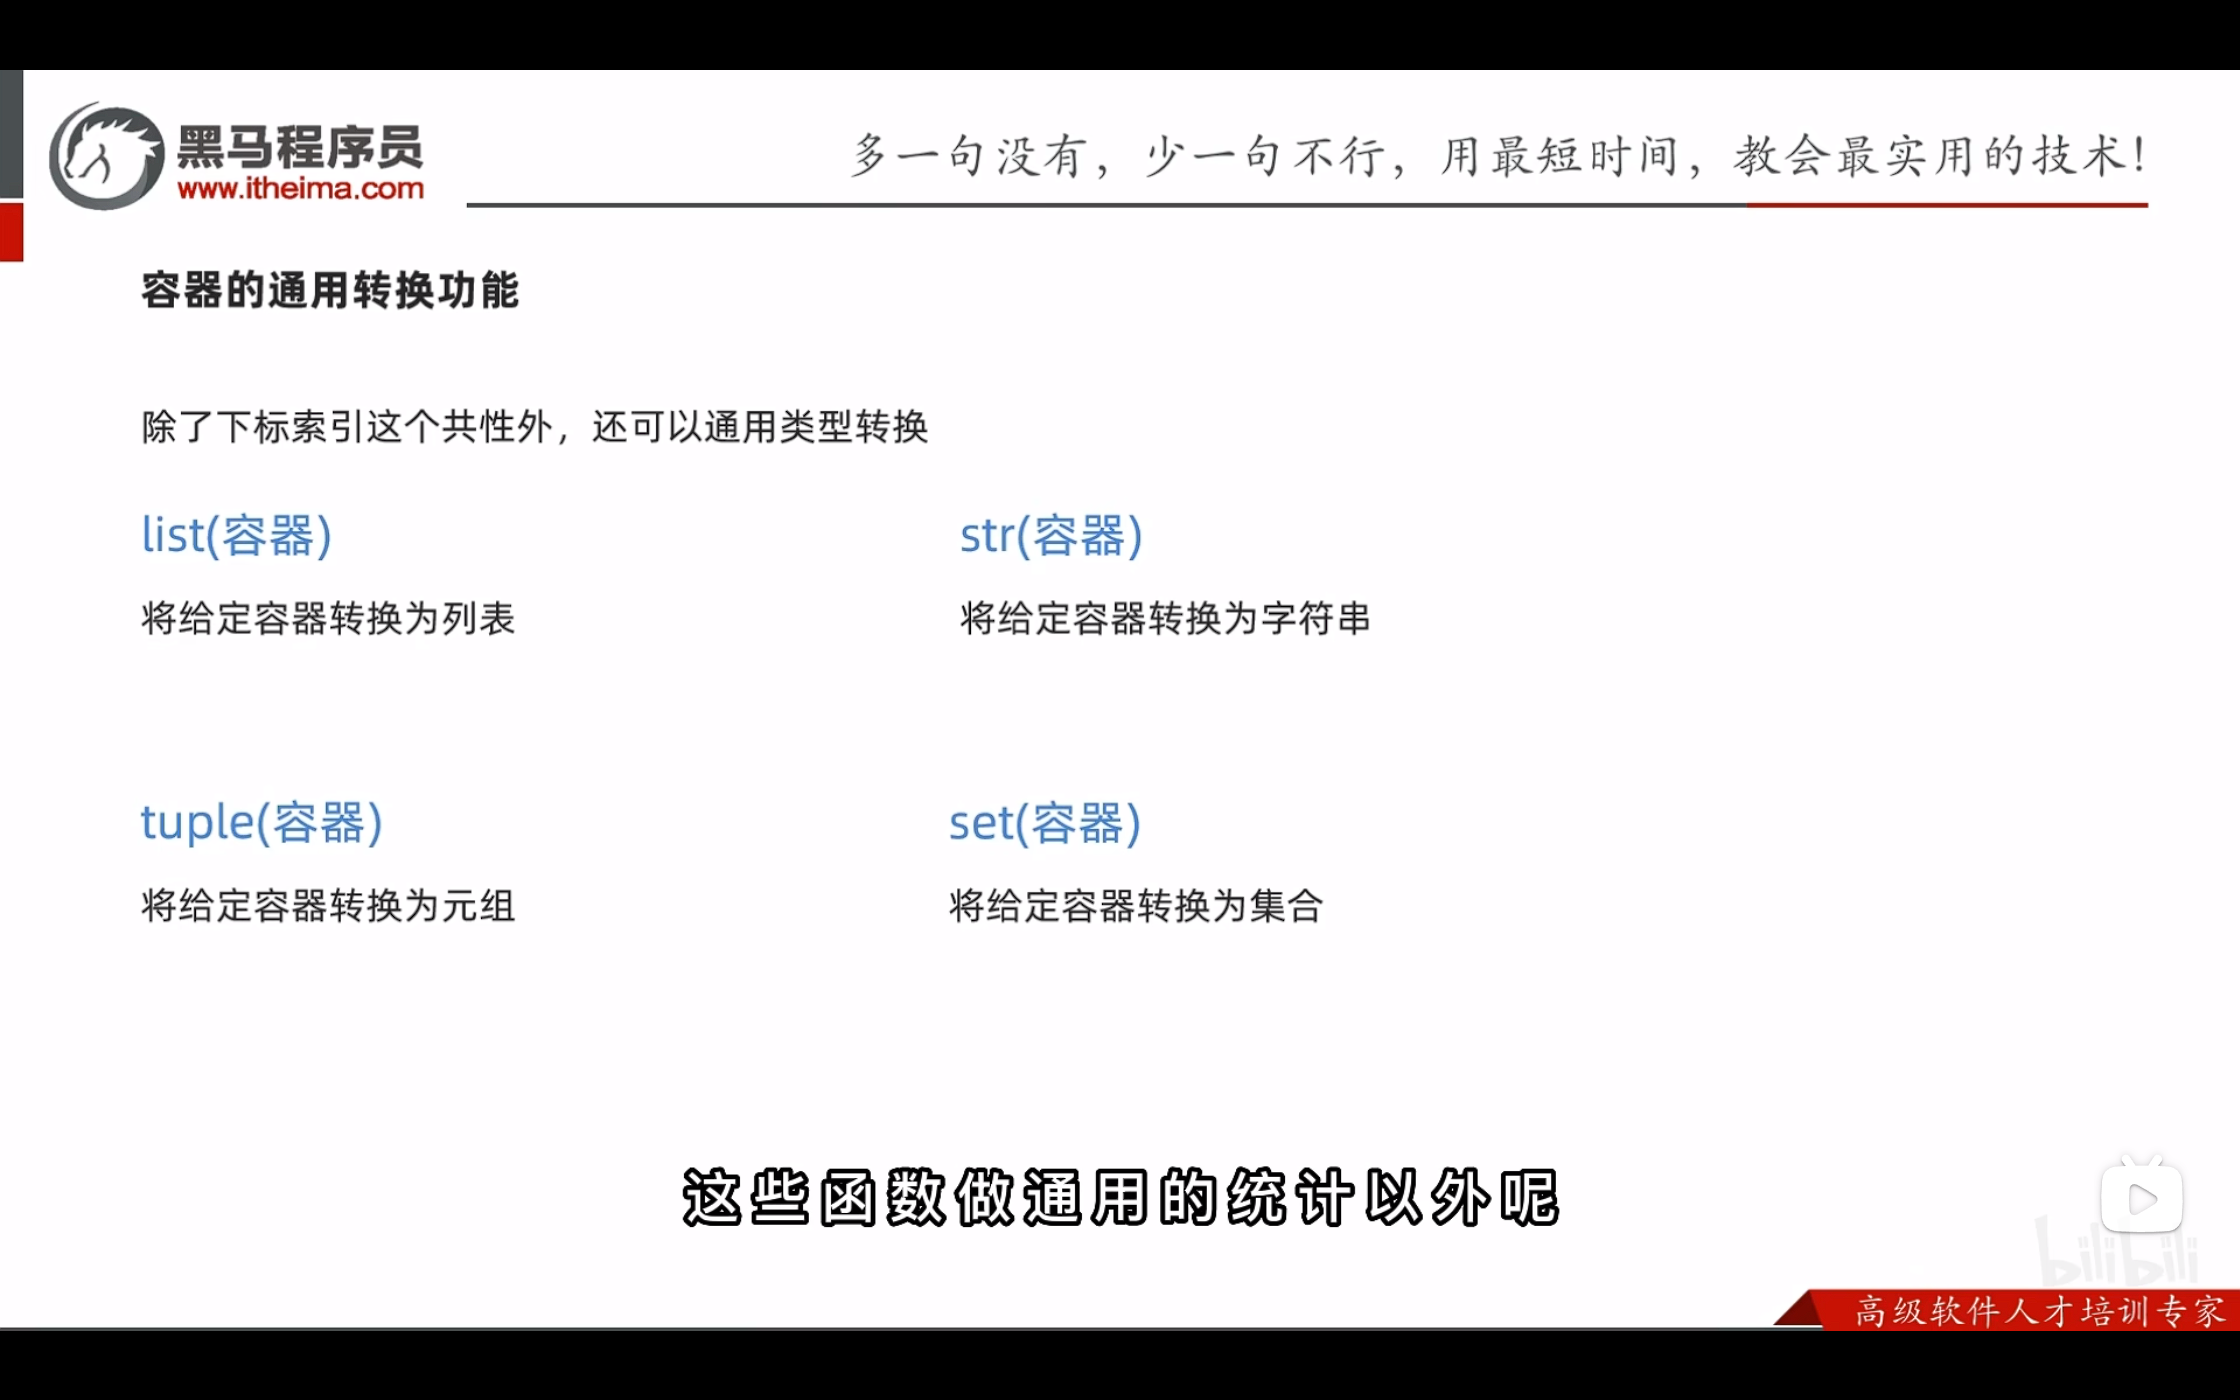 黑马程序员
www.itheima.com
多一句没有，少一句不行，用最短时间，教会最实用的技术！
容器的通用转换功能
除了下标索引这个共性外，还可以通用类型转换
list(容器)
str(容器)
将给定容器转换为列表
将给定容器转换为字符串
tuple(容器)
set(容器)
将给定容器转换为元组
将给定容器转换为集合
这些函数做通用的统计以外呢
bilibili
高级软件人才培训专家